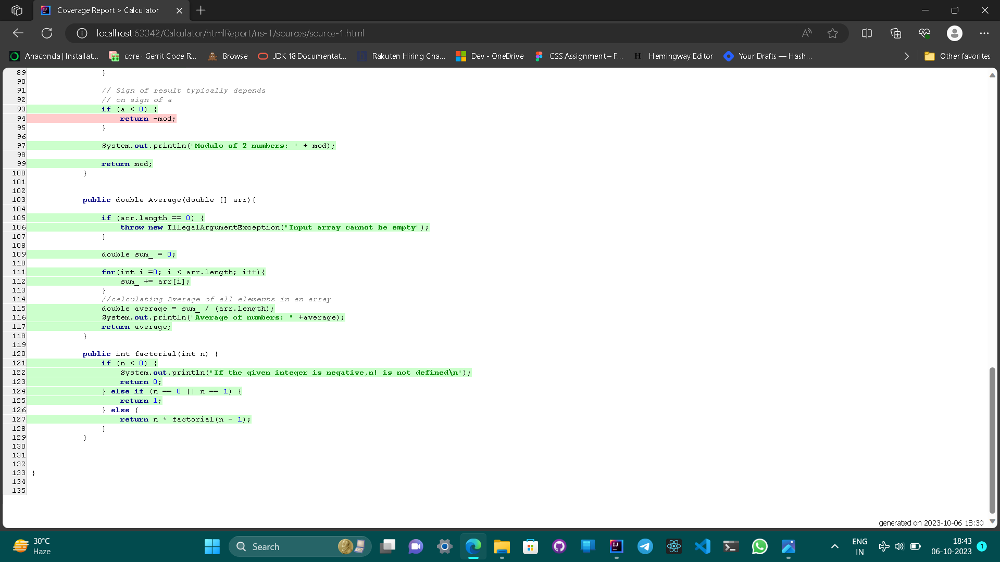 Coverage Report > Calculator
localhost:63342/Calculator/htmlReport/ns-1/sources/source-1.html
Anaconda | Installat... core · Gerrit Code R... Browse JDK 18 Documentat... Rakuten Hiring Cha... Dev - OneDrive CSS Assignment – F... H Hemingway Editor Your Drafts — Hash... Other favorites
89 }
90
91 // Sign of result typically depends
92 // on sign of a
93 if (a < 0) {
94 return -mod;
95 }
96
97 System.out.println("Modulo of 2 numbers: " + mod);
98
99 return mod;
100 }
101
102
103 public double Average(double [] arr){
104
105 if (arr.length == 0) {
106 throw new IllegalArgumentException("Input array cannot be empty");
107 }
108
109 double sum_ = 0;
110
111 for(int i =0; i < arr.length; i++){
112 sum_ += arr[i];
113 }
114 //calculating Average of all elements in an array
115 double average = sum_ / (arr.length);
116 System.out.println("Average of numbers: " +average);
117 return average;
118 }
119
120 public int factorial(int n) {
121 if (n < 0) {
122 System.out.println("If the given integer is negative,n! is not defined\n");
123 return 0;
124 } else if (n == 0 || n == 1) {
125 return 1;
126 } else {
127 return n * factorial(n - 1);
128 }
129 }
130
131
132
133 }
134
135
generated on 2023-10-06 18:30
30°C
Haze
Search
ENG
IN
18:43
06-10-2023
1